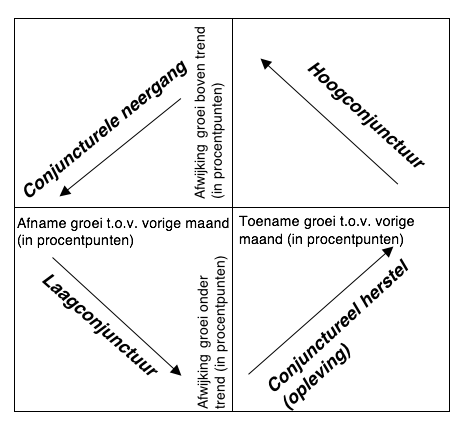 Conjuncturele neergang
Afwijking groei boven trend
(in procentpunten)
Hoogconjunctuur
Afname groei t.o.v. vorige maand
(in procentpunten)
Toename groei t.o.v. vorige
maand (in procentpunten)
Laagconjunctuur
Afwijking groei onder
trend (in procentpunten)
Conjunctureel herstel
(opleving)